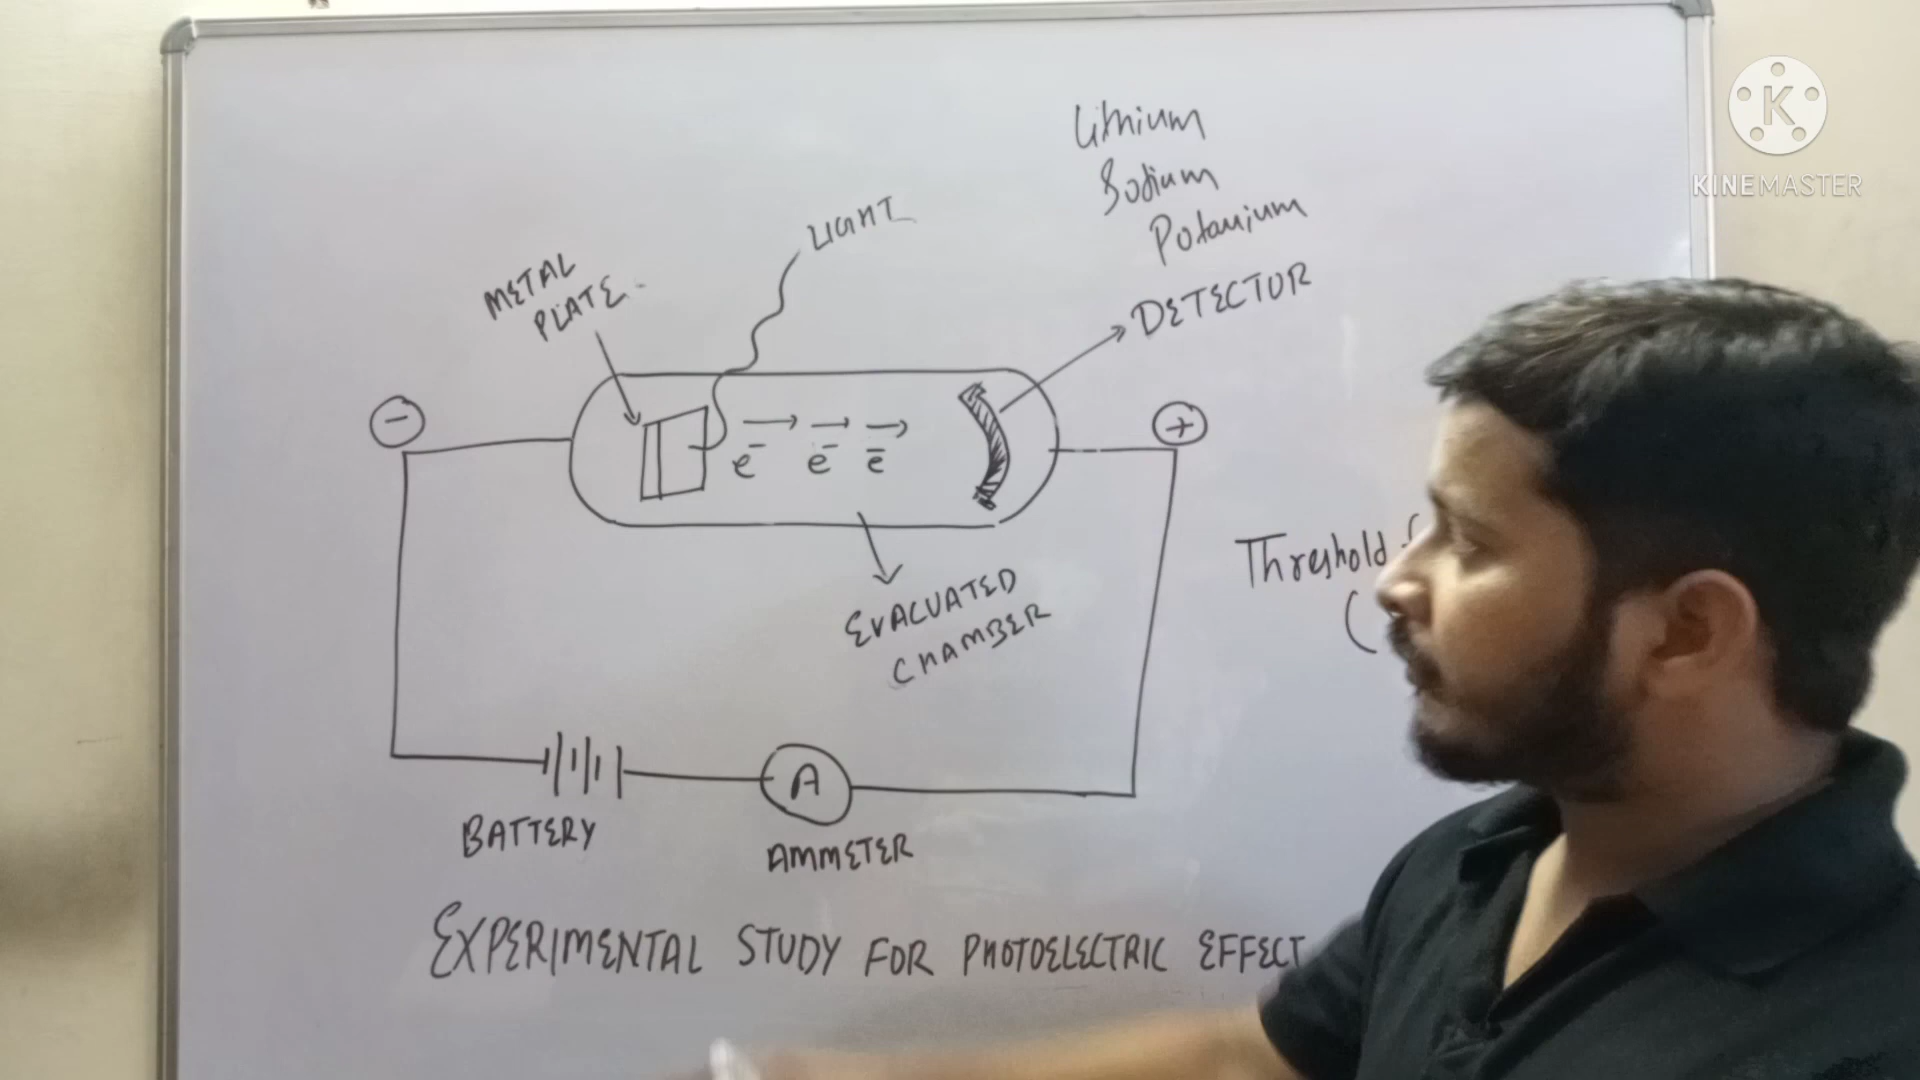 Lithium
Sodium
Potassium
KINEMASTER
LIGHT
METAL
PLATE
DETECTOR
-
+
e⁻ e⁻ e⁻
Threshold
(
EVACUATED
CHAMBER
A
BATTERY
AMMETER
EXPERIMENTAL STUDY FOR PHOTOELECTRIC EFFECT